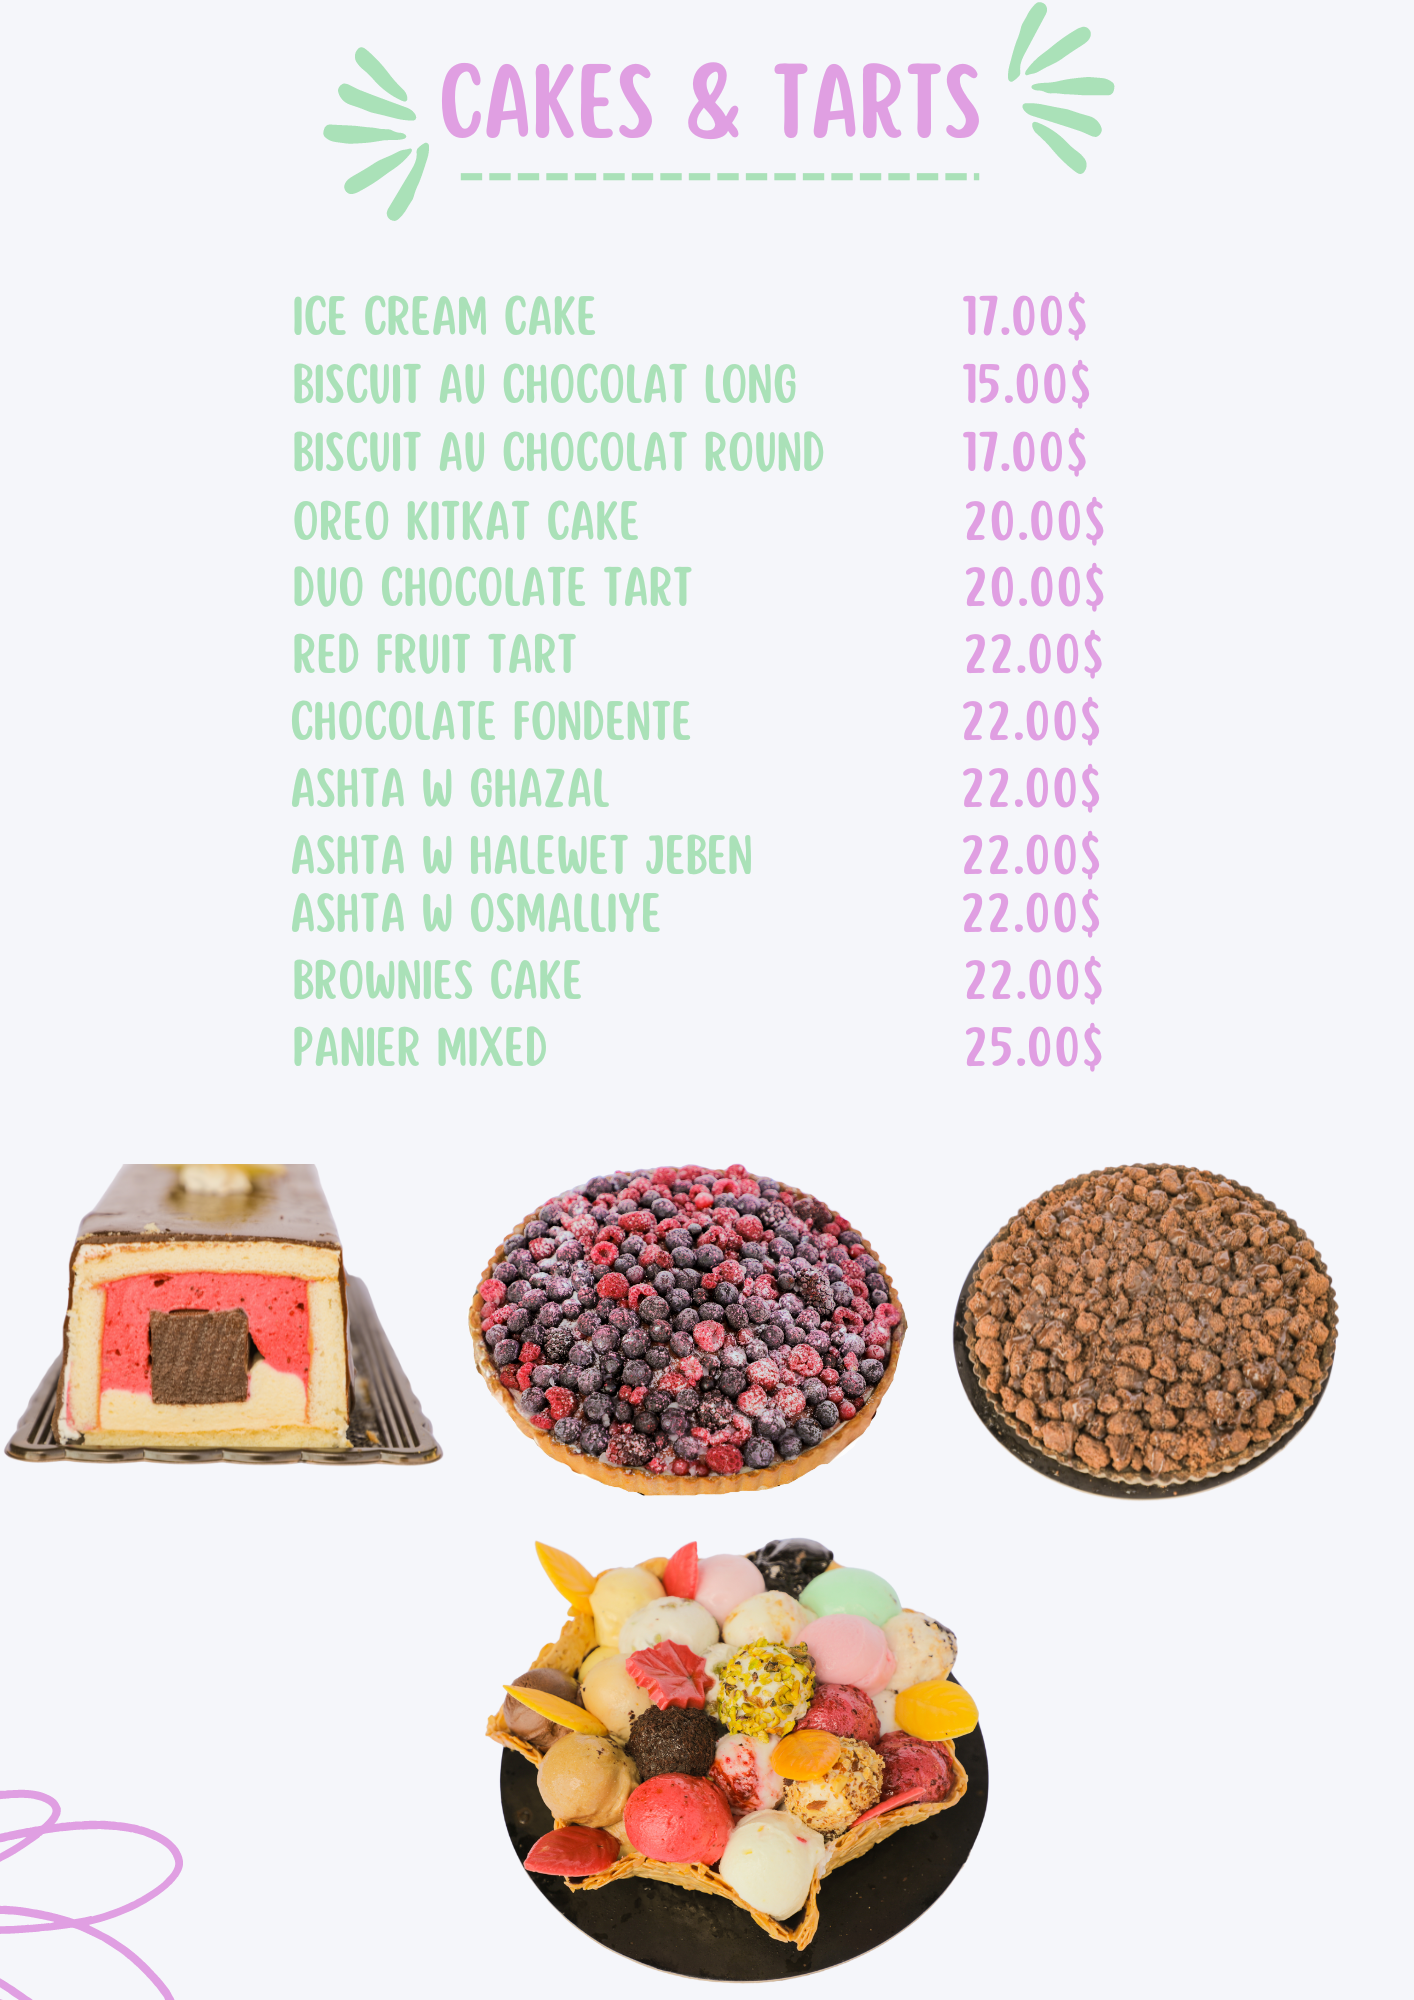 CAKES & TARTS
ICE CREAM CAKE 17.00$
BISCUIT AU CHOCOLAT LONG 15.00$
BISCUIT AU CHOCOLAT ROUND 17.00$
OREO KITKAT CAKE 20.00$
DUO CHOCOLATE TART 20.00$
RED FRUIT TART 22.00$
CHOCOLATE FONDENTE 22.00$
ASHTA W GHAZAL 22.00$
ASHTA W HALEWET JEBEN 22.00$
ASHTA W OSMALLIYE 22.00$
BROWNIES CAKE 22.00$
PANIER MIXED 25.00$